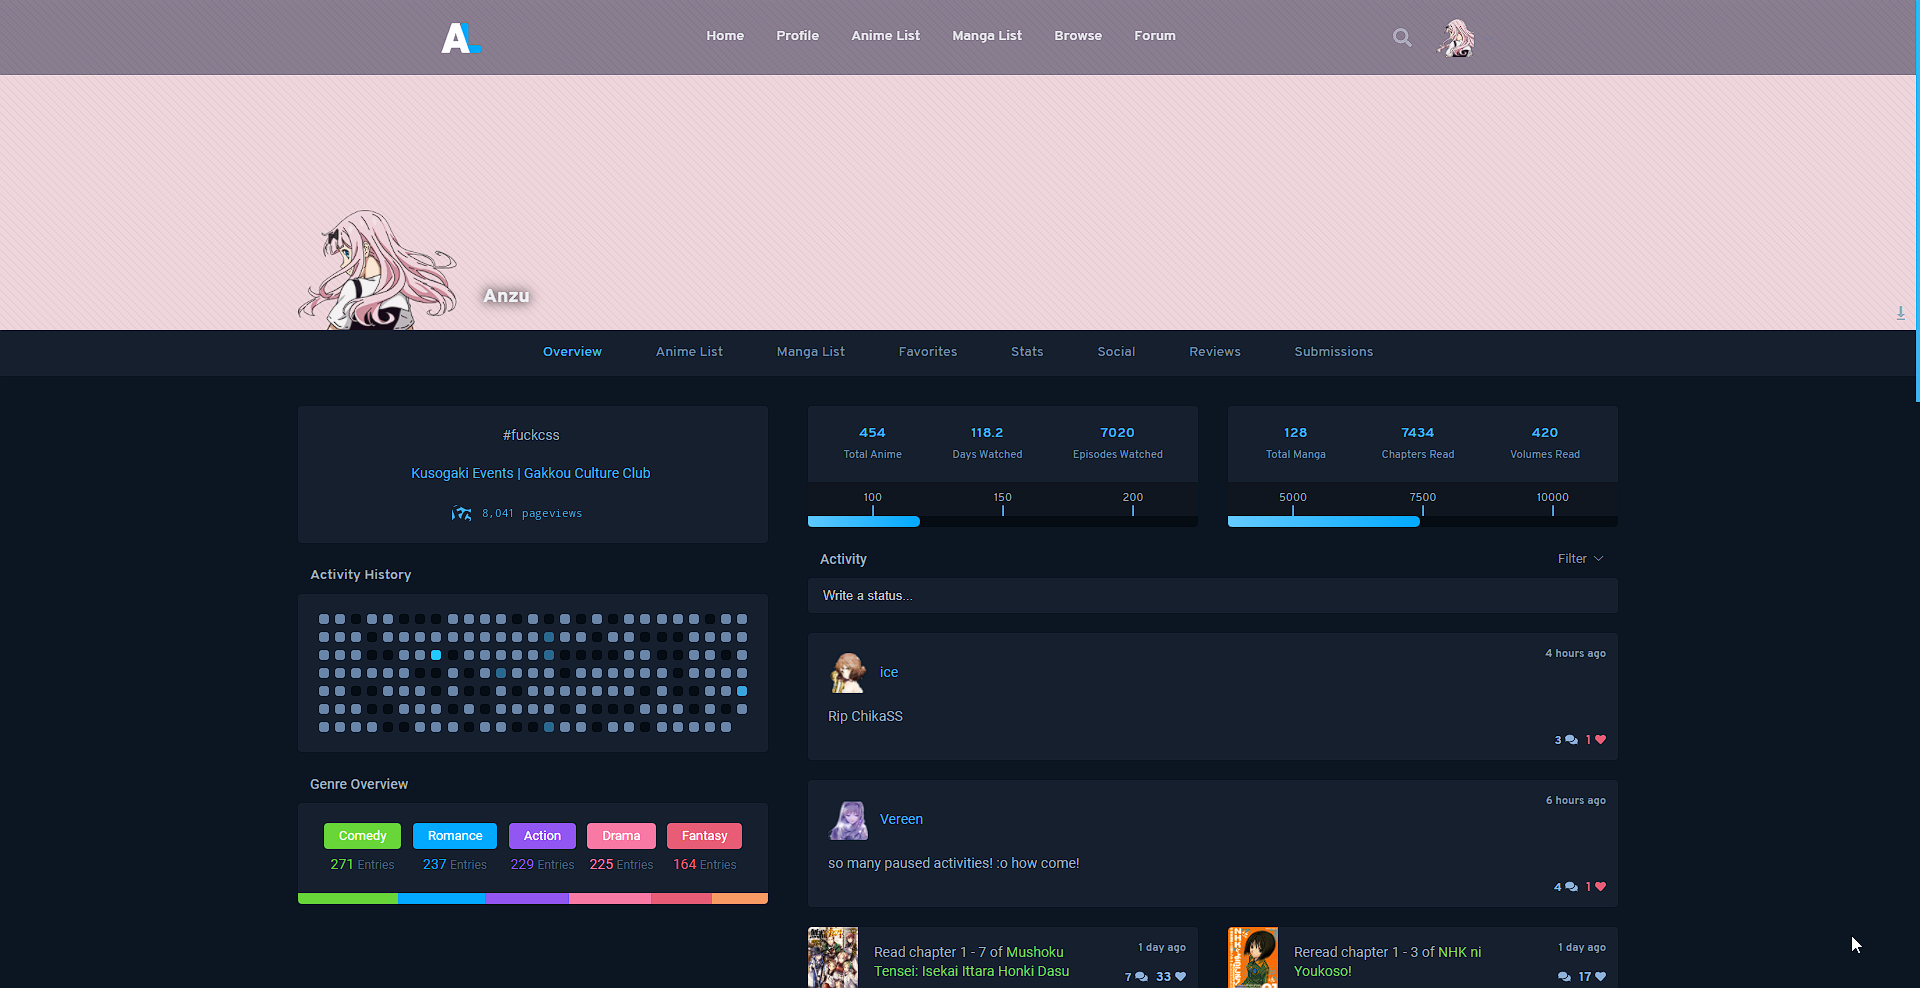 AL
Home Profile Anime List Manga List Browse Forum
Anzu
Overview Anime List Manga List Favorites Stats Social Reviews Submissions
#fuckcss
Kusogaki Events | Gakkou Culture Club
8,041 pageviews
Activity History
Genre Overview
Comedy Romance Action Drama Fantasy
271 Entries 237 Entries 229 Entries 225 Entries 164 Entries
454 118.2 7020
Total Anime Days Watched Episodes Watched
100 150 200
128 7434 420
Total Manga Chapters Read Volumes Read
5000 7500 10000
Activity Filter
Write a status...
4 hours ago
ice
Rip ChikaSS
3 1
6 hours ago
Vereen
so many paused activities! :o how come!
4 1
Read chapter 1 - 7 of Mushoku
Tensei: Isekai Ittara Honki Dasu
1 day ago
7 33
Reread chapter 1 - 3 of NHK ni
Youkoso!
1 day ago
17